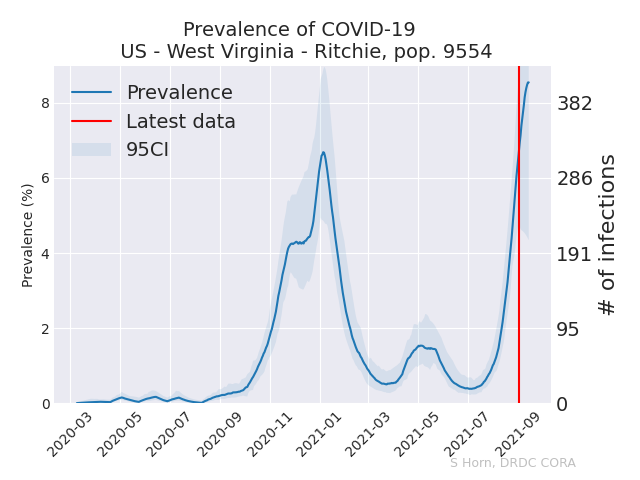 Prevalence of COVID-19
US - West Virginia - Ritchie, pop. 9554
Prevalence
Latest data
95CI
Prevalence (%)
8
6
4
2
0
382
286
191
95
0
# of infections
2020-03
2020-05
2020-07
2020-09
2020-11
2021-01
2021-03
2021-05
2021-07
2021-09
S Horn, DRDC CORA